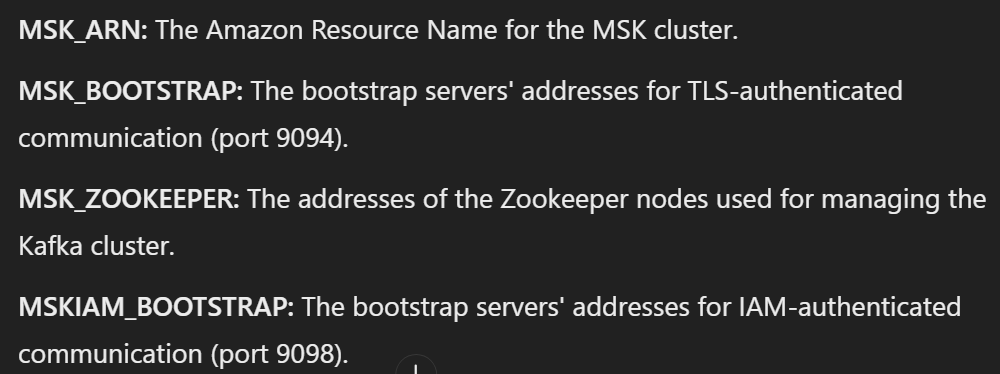 MSK_ARN: The Amazon Resource Name for the MSK cluster.
MSK_BOOTSTRAP: The bootstrap servers' addresses for TLS-authenticated
communication (port 9094).
MSK_ZOOKEEPER: The addresses of the Zookeeper nodes used for managing the
Kafka cluster.
MSKIAM_BOOTSTRAP: The bootstrap servers' addresses for IAM-authenticated
communication (port 9098).